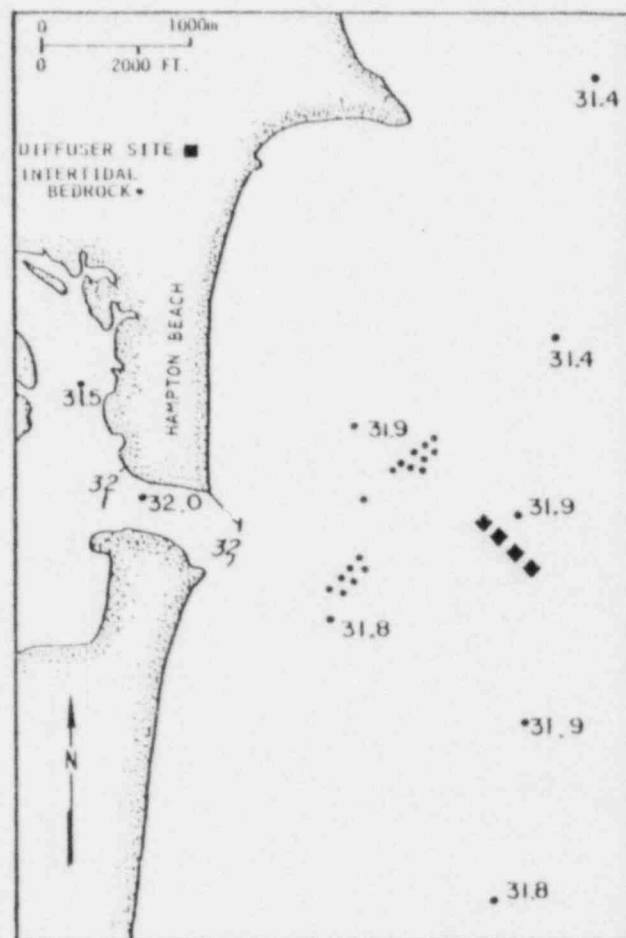 0 1000m
0 2000 FT.
31.4
DIFFUSER SITE
INTERTIDAL
BEDROCK
HAMPTON BEACH
31.4
31.5
31.9
32
32.0
31.9
32
31.8
31.9
N
31.8